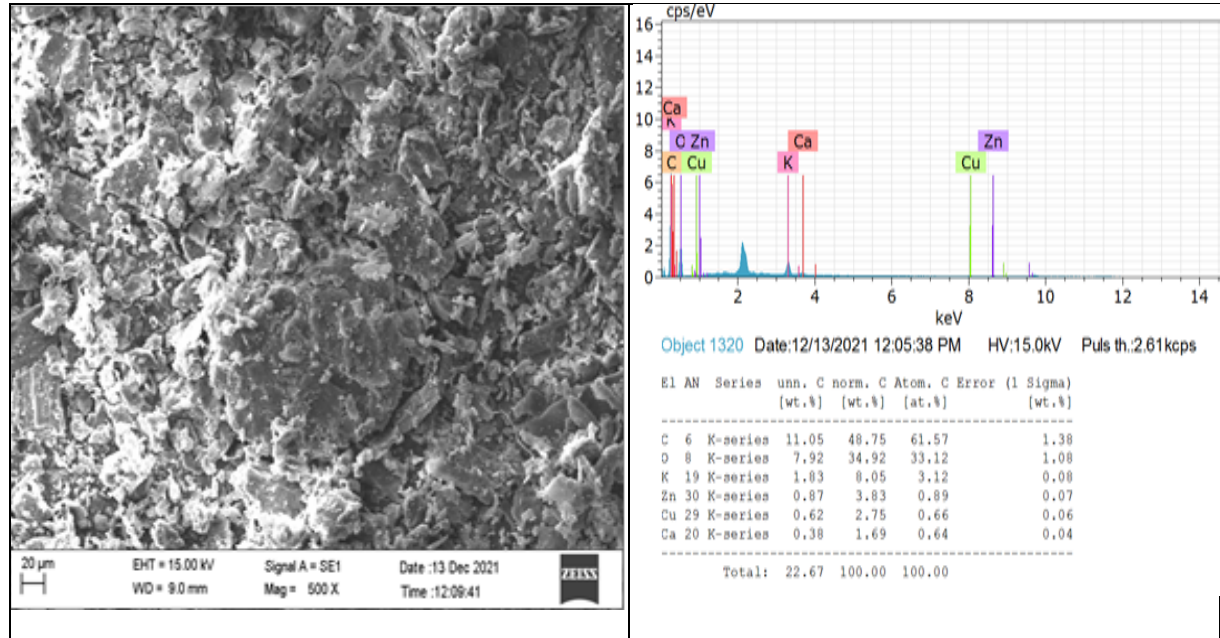 20 µm
EHT = 15.00 kV
Signal A = SE1
Date :13 Dec 2021
WD = 9.0 mm
Mag = 500 X
Time :12:09:41
ZEISS
cps/eV
16
14
12
10
8
6
4
2
0
Ca
K
O Zn
C Cu
Ca
K
Zn
Cu
2 4 6 8 10 12 14
keV
Object 1320 Date:12/13/2021 12:05:38 PM HV:15.0kV Puls th.:2.61kcps
El AN Series unn. C norm. C Atom. C Error (1 Sigma)
[wt.%] [wt.%] [at.%] [wt.%]
C 6 K-series 11.05 48.75 61.57 1.38
O 8 K-series 7.92 34.92 33.12 1.08
K 19 K-series 1.83 8.05 3.12 0.08
Zn 30 K-series 0.87 3.83 0.89 0.07
Cu 29 K-series 0.62 2.75 0.66 0.06
Ca 20 K-series 0.38 1.69 0.64 0.04
Total: 22.67 100.00 100.00